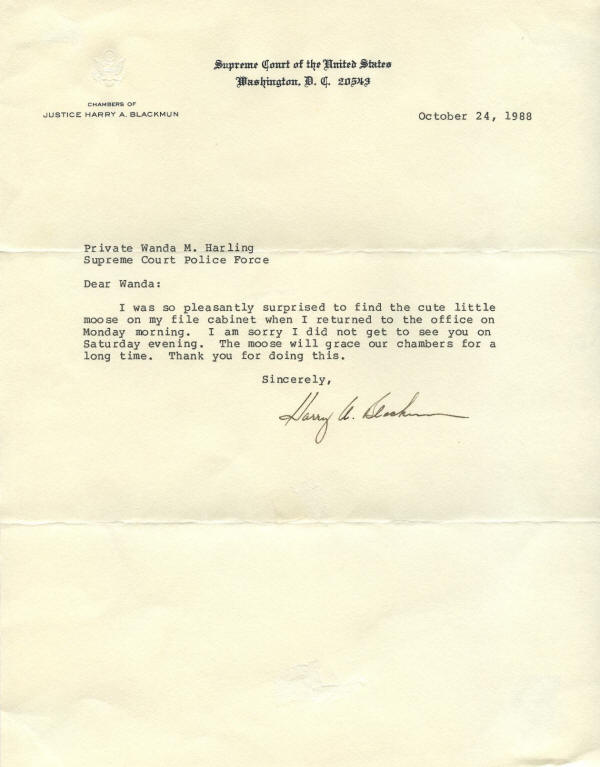 Supreme Court of the United States
Washington, D. C. 20543
CHAMBERS OF
JUSTICE HARRY A. BLACKMUN
October 24, 1988
Private Wanda M. Harling
Supreme Court Police Force
Dear Wanda:
I was so pleasantly surprised to find the cute little
moose on my file cabinet when I returned to the office on
Monday morning. I am sorry I did not get to see you on
Saturday evening. The moose will grace our chambers for a
long time. Thank you for doing this.
Sincerely,
Harry A. Blackmun